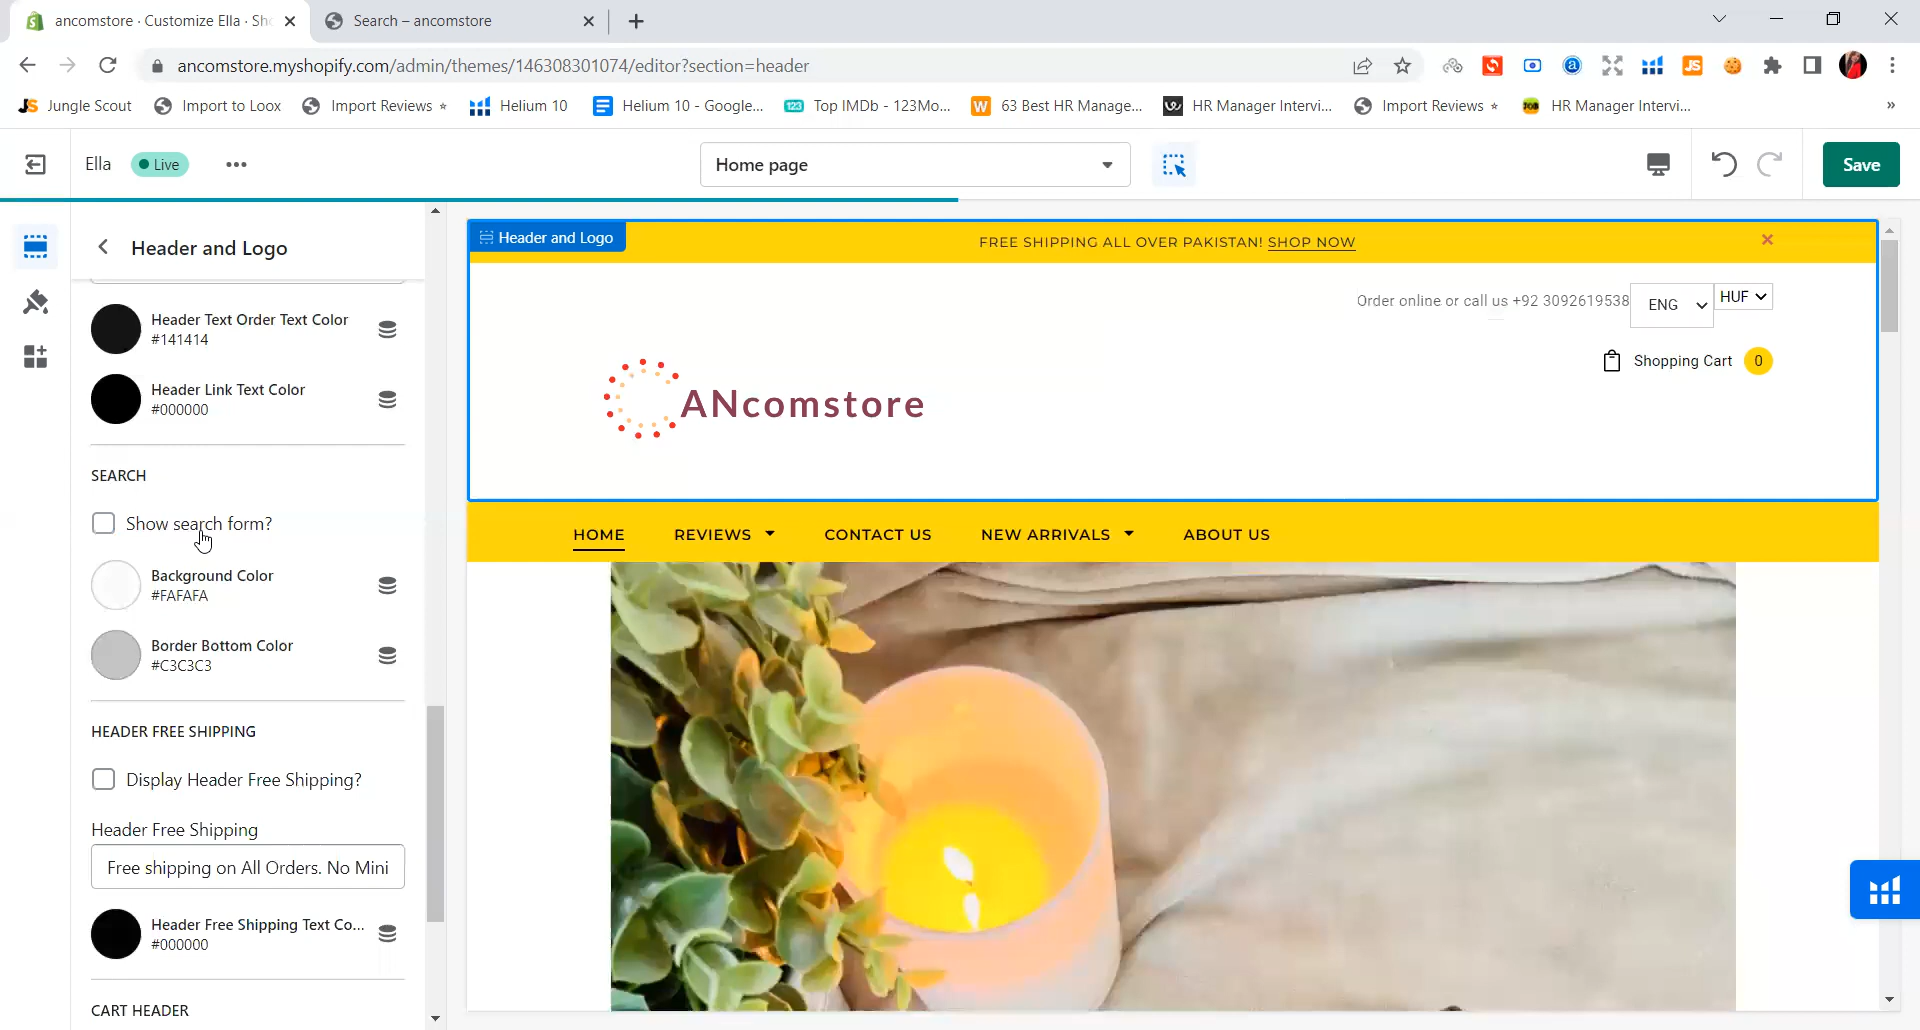 ancomstore · Customize Ella · Sh
Search – ancomstore
ancomstore.myshopify.com/admin/themes/146308301074/editor?section=header
Jungle Scout
Import to Loox
Import Reviews
Helium 10
Helium 10 - Google...
Top IMDb - 123Mo...
63 Best HR Manage...
HR Manager Intervi...
Import Reviews
HR Manager Intervi...
Ella
Live
Home page
Save
Header and Logo
Header Text Order Text Color
#141414
Header Link Text Color
#000000
SEARCH
Show search form?
Background Color
#FAFAFA
Border Bottom Color
#C3C3C3
HEADER FREE SHIPPING
Display Header Free Shipping?
Header Free Shipping
Free shipping on All Orders. No Mini
Header Free Shipping Text Co...
#000000
CART HEADER
Header and Logo
FREE SHIPPING ALL OVER PAKISTAN! SHOP NOW
Order online or call us +92 3092619538
ENG
HUF
Shopping Cart 0
ANcomstore
HOME
REVIEWS
CONTACT US
NEW ARRIVALS
ABOUT US